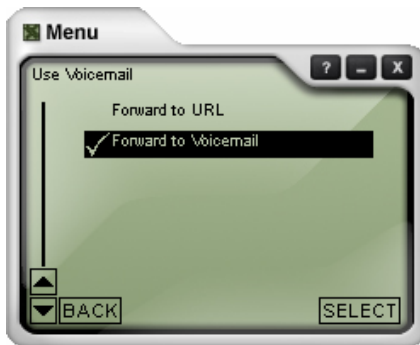 Menu
? – X
Use Voicemail
Forward to URL
Forward to Voicemail
BACK
SELECT